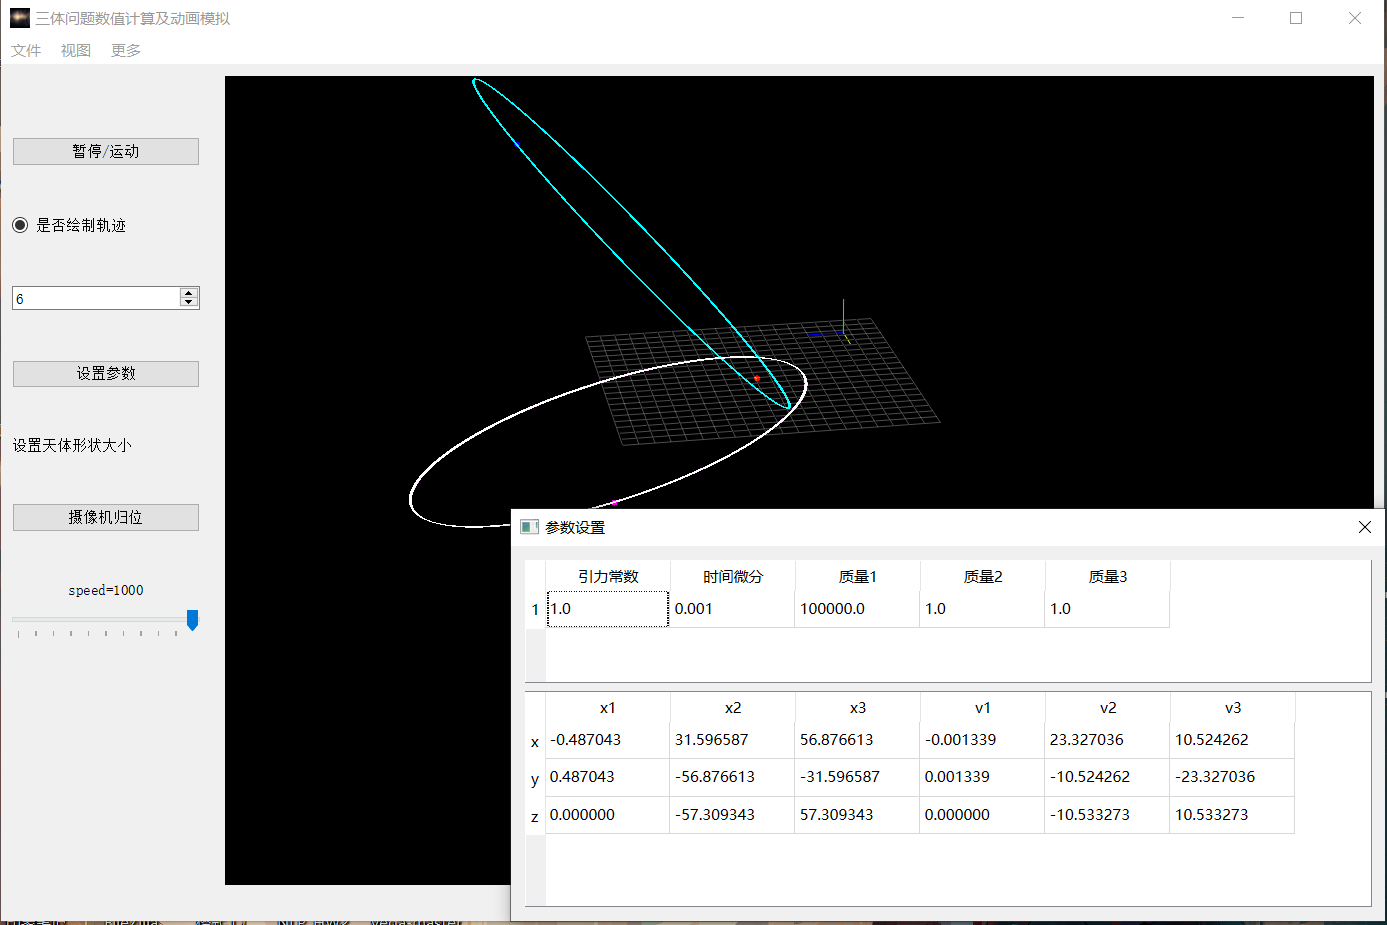 三体问题数值计算及动画模拟
文件 视图 更多
暂停/运动
是否绘制轨迹
6
设置参数
设置天体形状大小
摄像机归位
speed=1000
参数设置
引力常数 时间微分 质量1 质量2 质量3
1 1.0 0.001 100000.0 1.0 1.0
x1 x2 x3 v1 v2 v3
x -0.487043 31.596587 56.876613 -0.001339 23.327036 10.524262
y 0.487043 -56.876613 -31.596587 0.001339 -10.524262 -23.327036
z 0.000000 -57.309343 57.309343 0.000000 -10.533273 10.533273